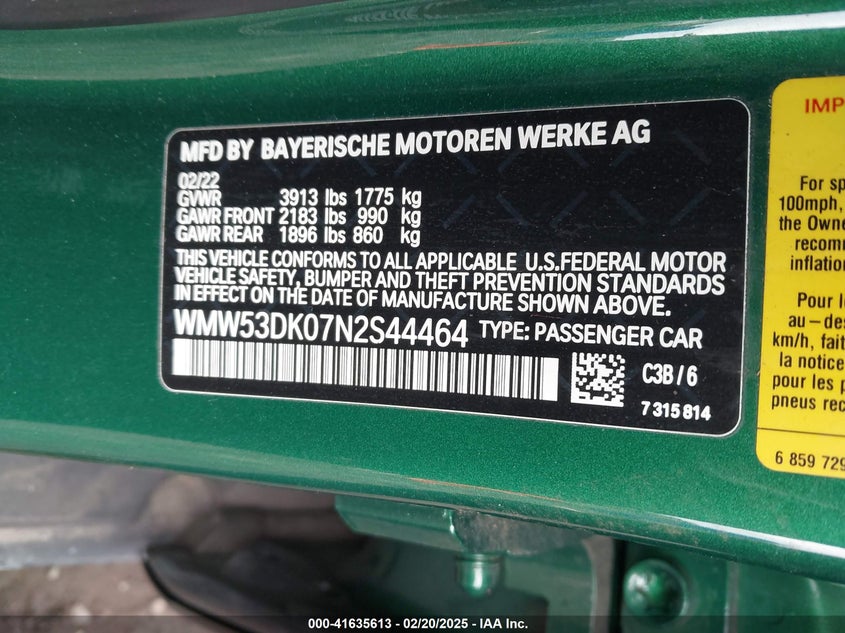 MFD BY BAYERISCHE MOTOREN WERKE AG
02/22
GVWR 3913 lbs 1775 kg
GAWR FRONT 2183 lbs 990 kg
GAWR REAR 1896 lbs 860 kg
THIS VEHICLE CONFORMS TO ALL APPLICABLE U.S.FEDERAL MOTOR
VEHICLE SAFETY, BUMPER AND THEFT PREVENTION STANDARDS
IN EFFECT ON THE DATE OF MANUFACTURE SHOWN ABOVE.
WMW53DK07N2S44464 TYPE: PASSENGER CAR
C3B/6
7 315 814
IMP
For sp
100mph,
the Owne
recomm
inflation
Pour l
au-des
km/h, fait
la notice
pour les p
pneus rec
6 859 729
000-41635613 - 02/20/2025 - IAA Inc.